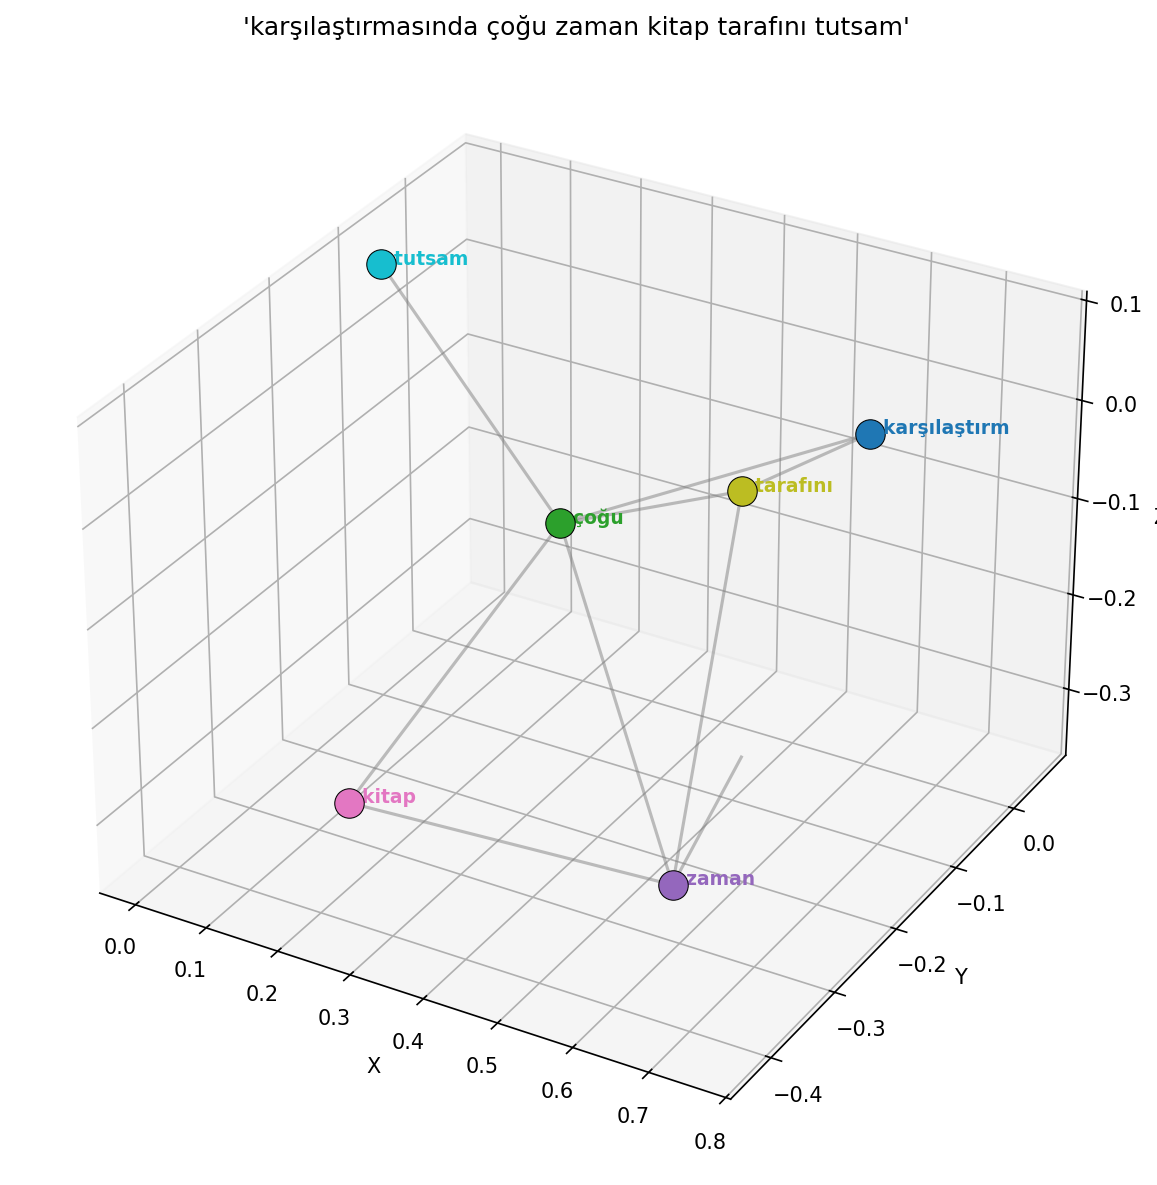 'karşılaştırmasında çoğu zaman kitap tarafını tutsam'
tutsam
karşılaştırm
tarafını
çoğu
kitap
zaman
0.1
0.0
−0.1
−0.2
−0.3
0.0
−0.1
−0.2
−0.3
−0.4
Y
0.0
0.1
0.2
0.3
0.4
0.5
0.6
0.7
0.8
X